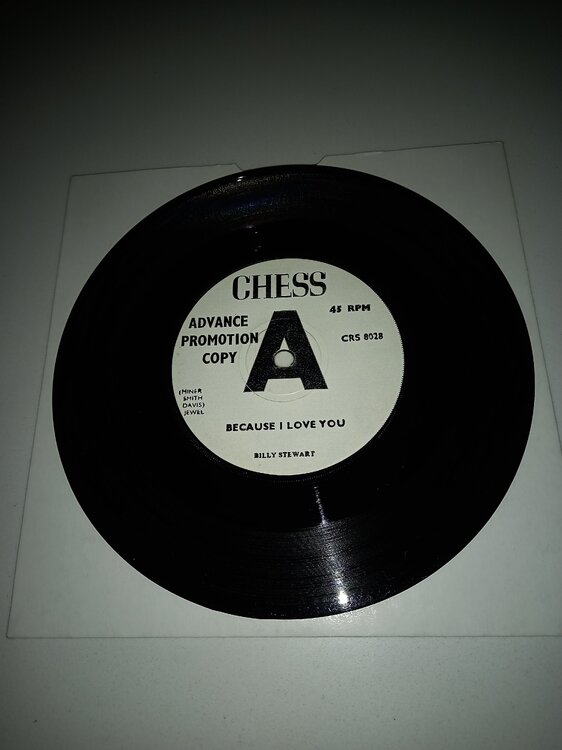 CHESS
ADVANCE
PROMOTION
COPY
A
45 RPM
CRS 8028
(MINER
SMITH
DAVIS)
JEWEL
BECAUSE I LOVE YOU
BILLY STEWART